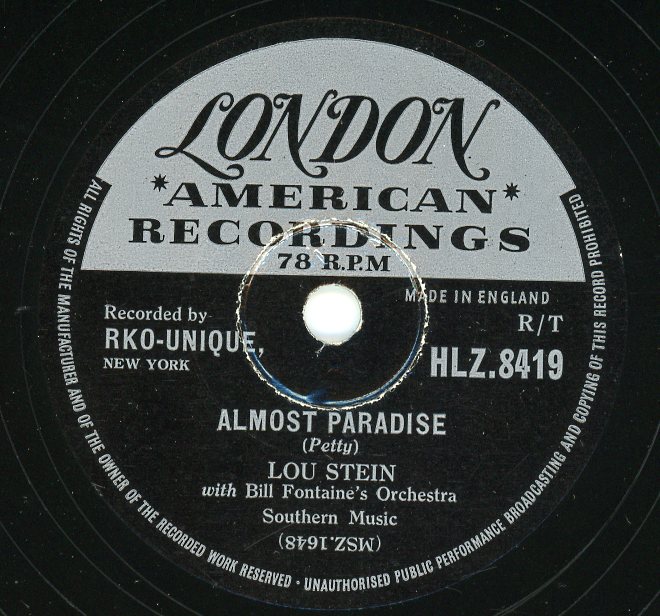 LONDON
*AMERICAN*
RECORDINGS
78 R.P.M
MADE IN ENGLAND
Recorded by
RKO-UNIQUE,
NEW YORK
R/T
HLZ.8419
ALMOST PARADISE
(Petty)
LOU STEIN
with Bill Fontaine's Orchestra
Southern Music
(MSZ.1648)
ALL RIGHTS OF THE MANUFACTURER AND OF THE OWNER OF THE RECORDED WORK RESERVED · UNAUTHORISED PUBLIC PERFORMANCE BROADCASTING AND COPYING OF THIS RECORD PROHIBITED